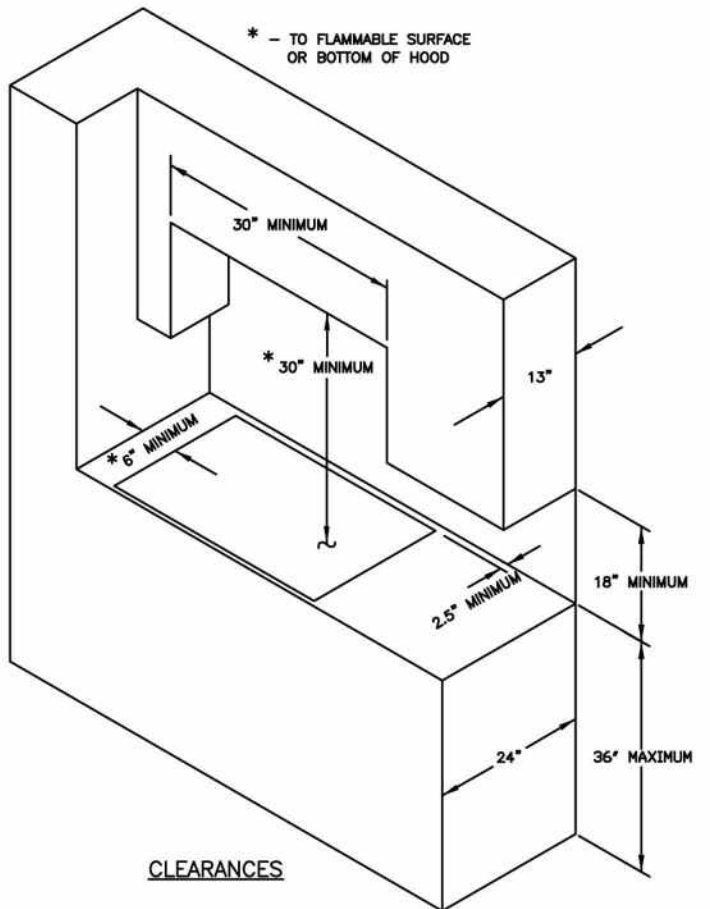 * – TO FLAMMABLE SURFACE
OR BOTTOM OF HOOD
30" MINIMUM
* 30" MINIMUM
13"
* 6" MINIMUM
2.5" MINIMUM
18" MINIMUM
24"
36" MAXIMUM
CLEARANCES